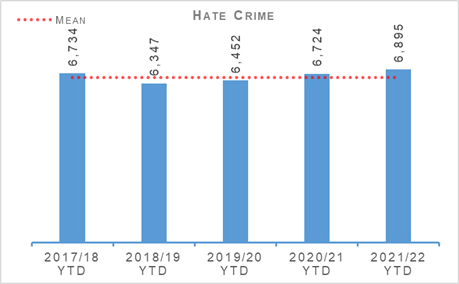 HATE CRIME
MEAN
6,734
6,347
6,452
6,724
6,895
2017/18 YTD
2018/19 YTD
2019/20 YTD
2020/21 YTD
2021/22 YTD